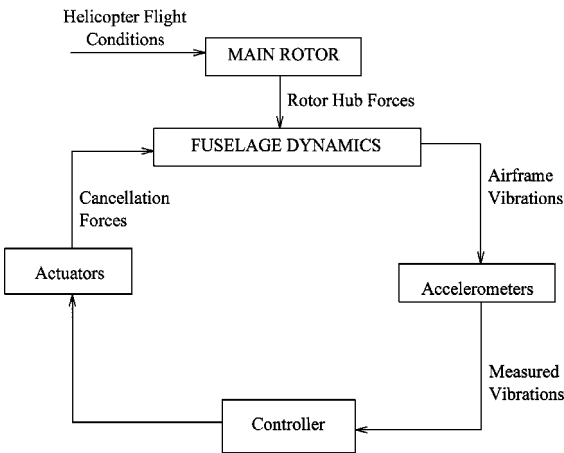 Helicopter Flight
Conditions
MAIN ROTOR
Rotor Hub Forces
FUSELAGE DYNAMICS
Airframe
Vibrations
Cancellation
Forces
Actuators
Accelerometers
Measured
Vibrations
Controller